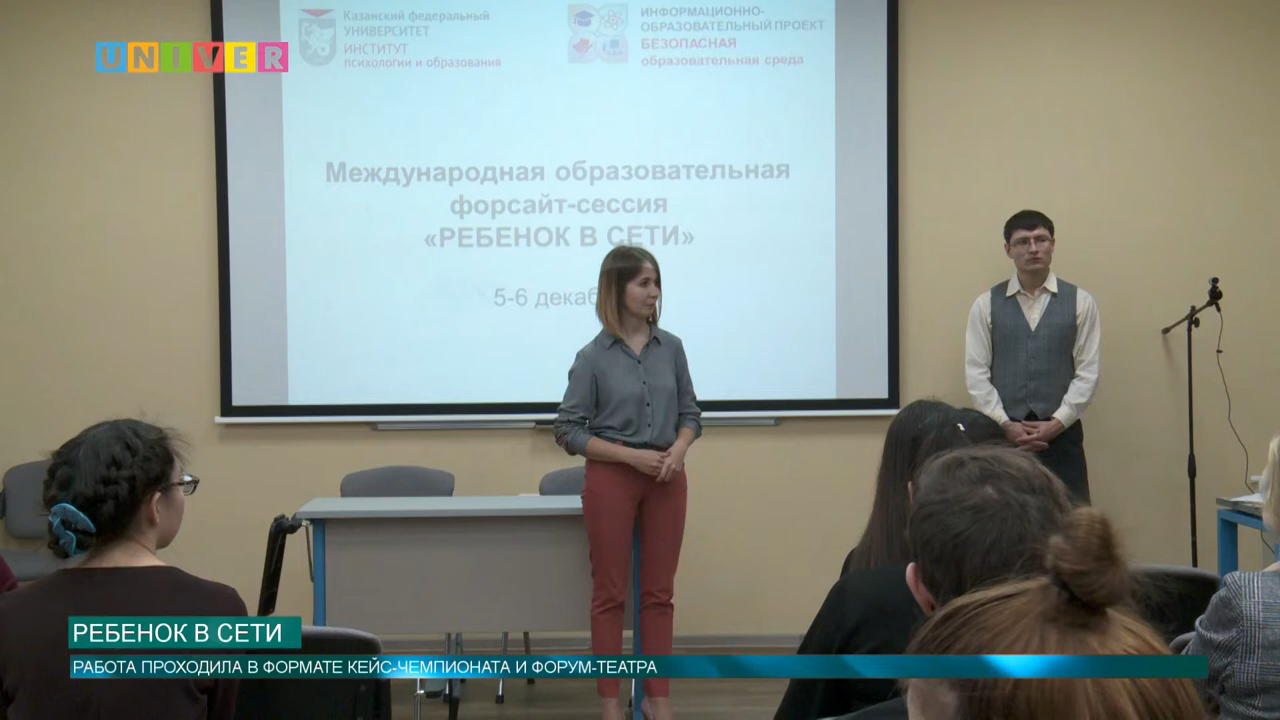 UNIVER
Казанский федеральный
УНИВЕРСИТЕТ
ИНСТИТУТ
психологии и образования
ИНФОРМАЦИОННО-
ОБРАЗОВАТЕЛЬНЫЙ ПРОЕКТ
БЕЗОПАСНАЯ
образовательная среда
Международная образовательная
форсайт-сессия
«РЕБЕНОК В СЕТИ»
5-6 декаб
РЕБЕНОК В СЕТИ
РАБОТА ПРОХОДИЛА В ФОРМАТЕ КЕЙС-ЧЕМПИОНАТА И ФОРУМ-ТЕАТРА